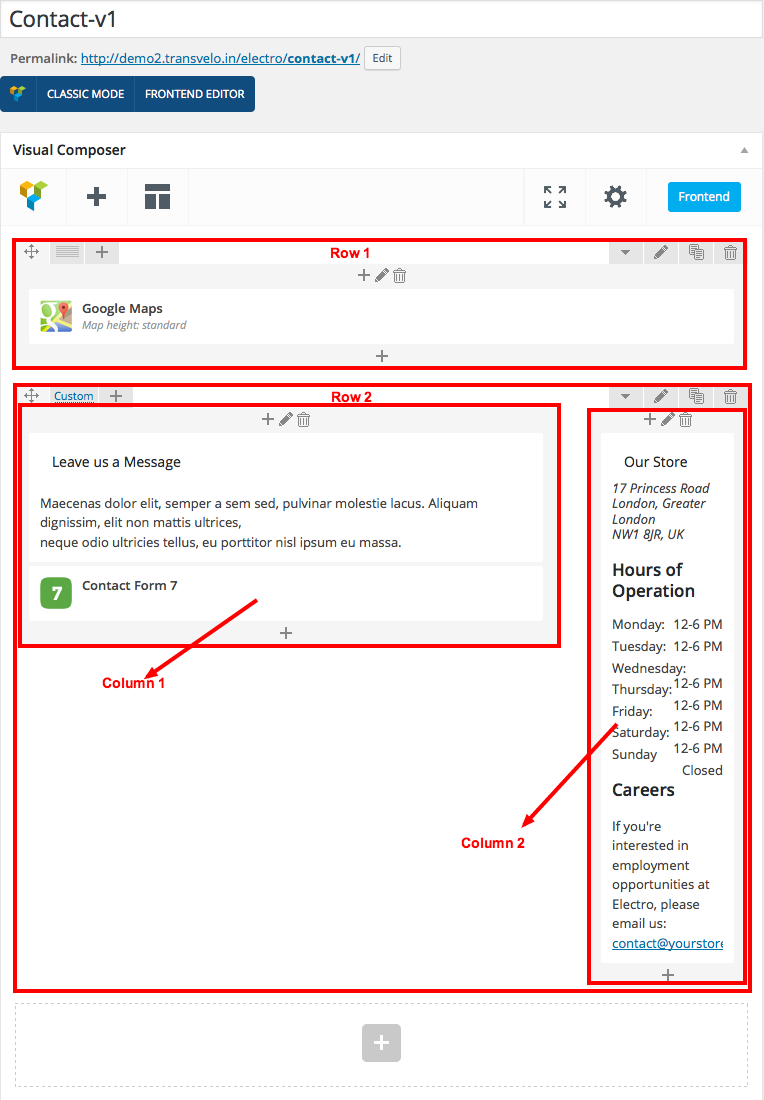 Contact-v1
Permalink: http://demo2.transvelo.in/electro/contact-v1/ Edit
CLASSIC MODE FRONTEND EDITOR
Visual Composer
Frontend
Row 1
Google Maps
Map height: standard
Custom
Row 2
Leave us a Message
Maecenas dolor elit, semper a sem sed, pulvinar molestie lacus. Aliquam
dignissim, elit non mattis ultrices,
neque odio ultricies tellus, eu porttitor nisl ipsum eu massa.
7 Contact Form 7
Column 1
Our Store
17 Princess Road
London, Greater
London
NW1 8JR, UK
Hours of
Operation
Monday: 12-6 PM
Tuesday: 12-6 PM
Wednesday:
12-6 PM
Thursday:
12-6 PM
Friday:
12-6 PM
Saturday:
12-6 PM
Sunday
Closed
Careers
If you're
interested in
employment
opportunities at
Electro, please
email us:
contact@yourstore
Column 2